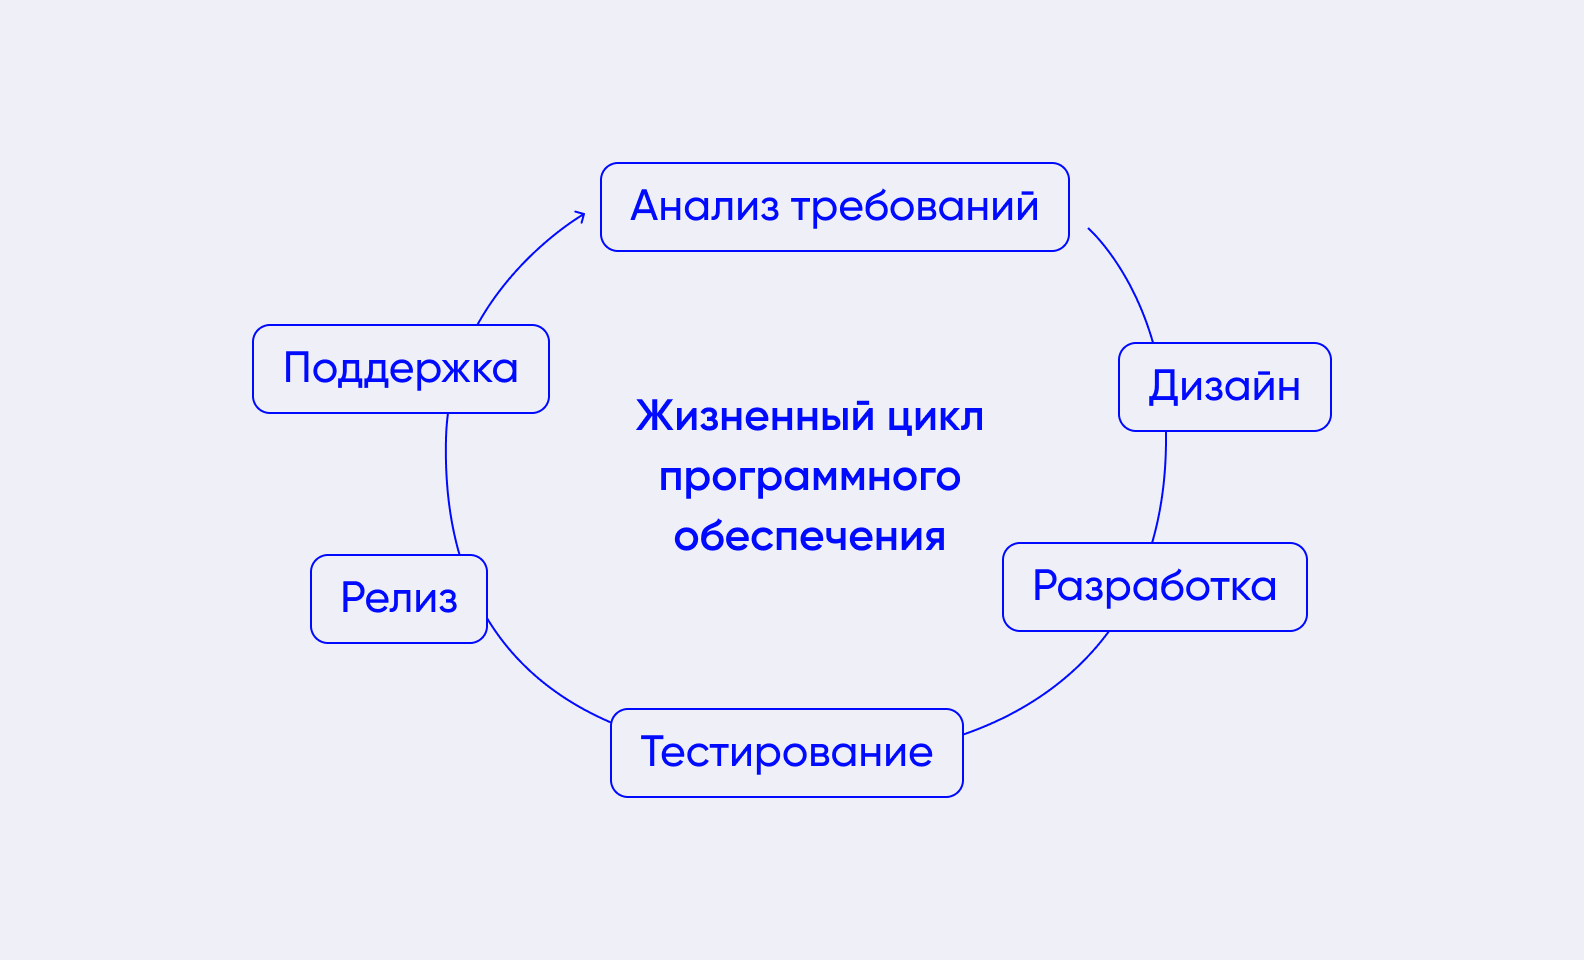 Анализ требований
Поддержка
Дизайн
Жизненный цикл
программного
обеспечения
Релиз
Разработка
Тестирование